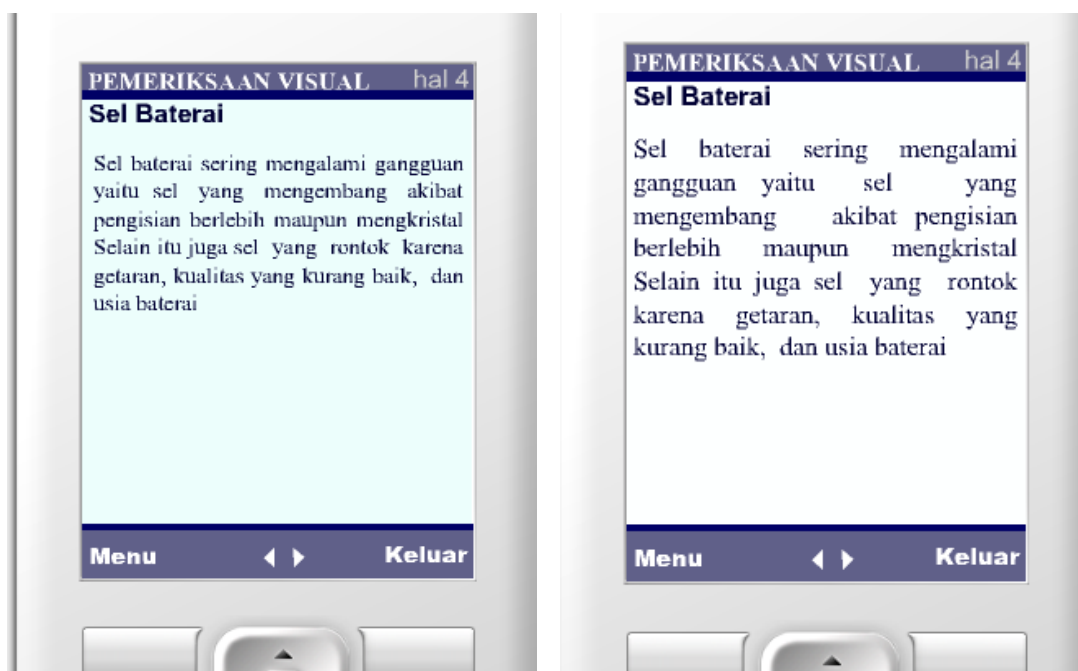 PEMERIKSAAN VISUAL hal 4
Sel Baterai
Sel baterai sering mengalami gangguan
yaitu sel yang mengembang akibat
pengisian berlebih maupun mengkristal
Selain itu juga sel yang rontok karena
getaran, kualitas yang kurang baik, dan
usia baterai
Menu Keluar
PEMERIKSAAN VISUAL hal 4
Sel Baterai
Sel baterai sering mengalami
gangguan yaitu sel yang
mengembang akibat pengisian
berlebih maupun mengkristal
Selain itu juga sel yang rontok
karena getaran, kualitas yang
kurang baik, dan usia baterai
Menu Keluar